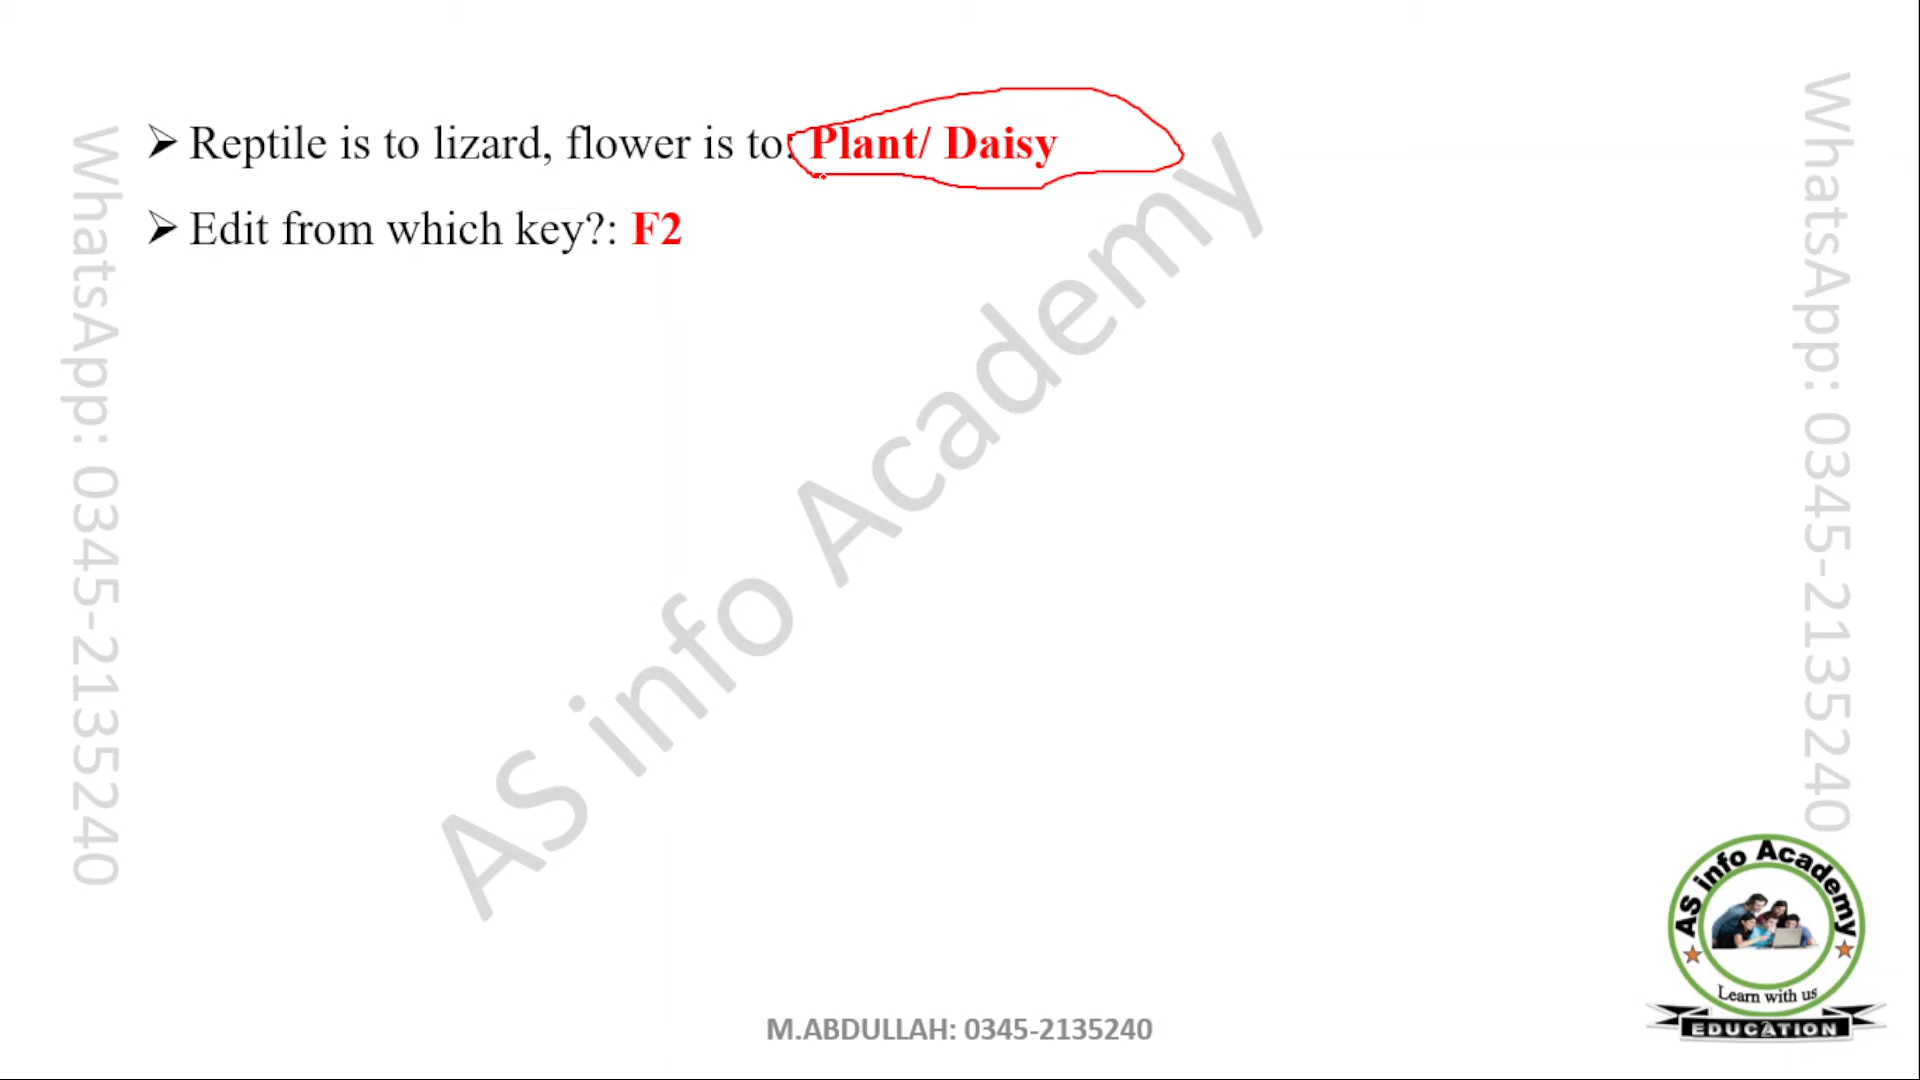 ➢ Reptile is to lizard, flower is to: Plant/ Daisy
➢ Edit from which key?: F2
WhatsApp: 0345-2135240
AS info Academy
WhatsApp: 0345-2135240
AS info Academy
Learn with us
EDUCATION
M.ABDULLAH: 0345-2135240